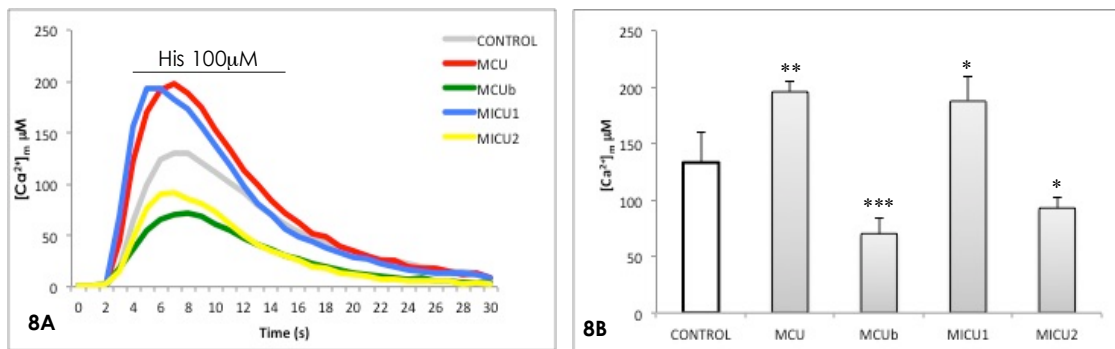 His 100µM
CONTROL
MCU
MCUb
MICU1
MICU2
250
200
150
100
50
0
[Ca²⁺]m µM
0 2 4 6 8 10 12 14 16 18 20 22 24 26 28 30
Time (s)
8A
250
200
150
100
50
0
[Ca²⁺]m µM
**
***
*
*
CONTROL MCU MCUb MICU1 MICU2
8B